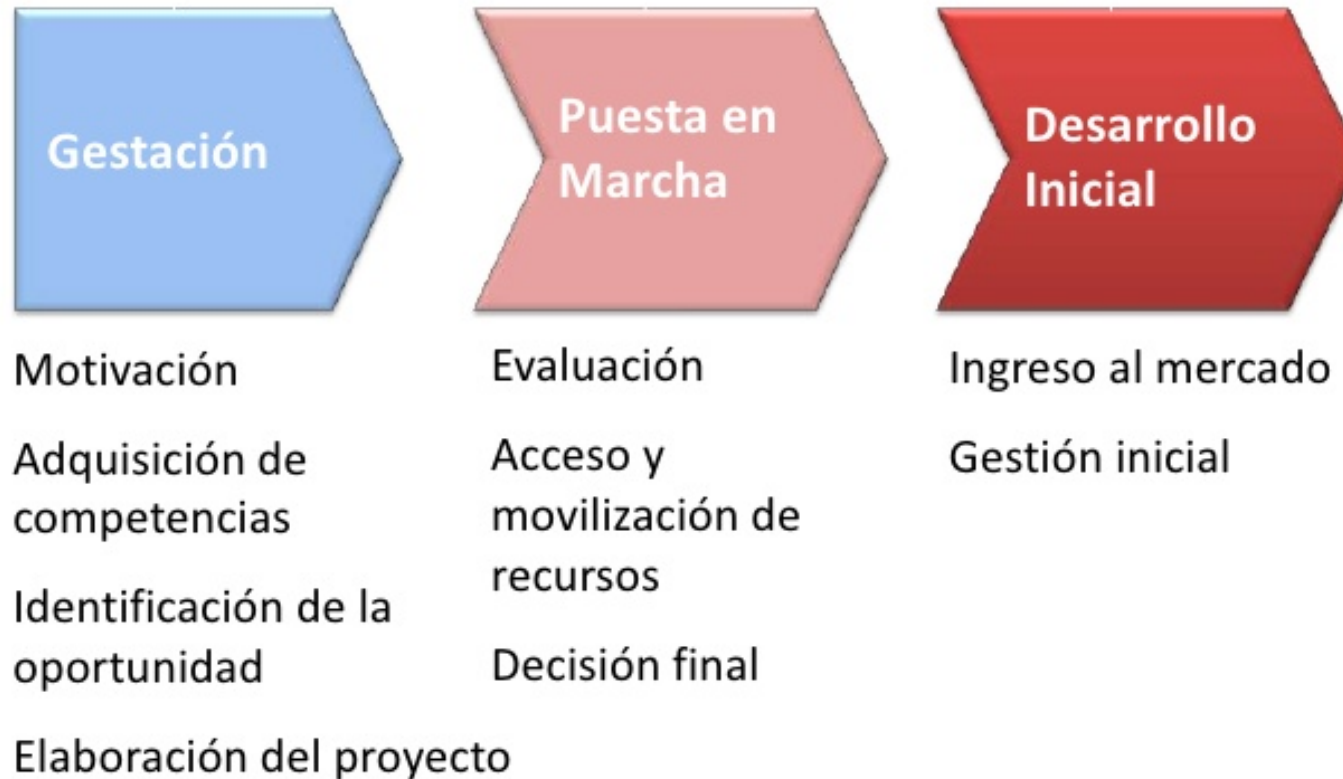 Gestación
Puesta en
Marcha
Desarrollo
Inicial
Motivación
Adquisición de
competencias
Identificación de la
oportunidad
Elaboración del proyecto
Evaluación
Acceso y
movilización de
recursos
Decisión final
Ingreso al mercado
Gestión inicial